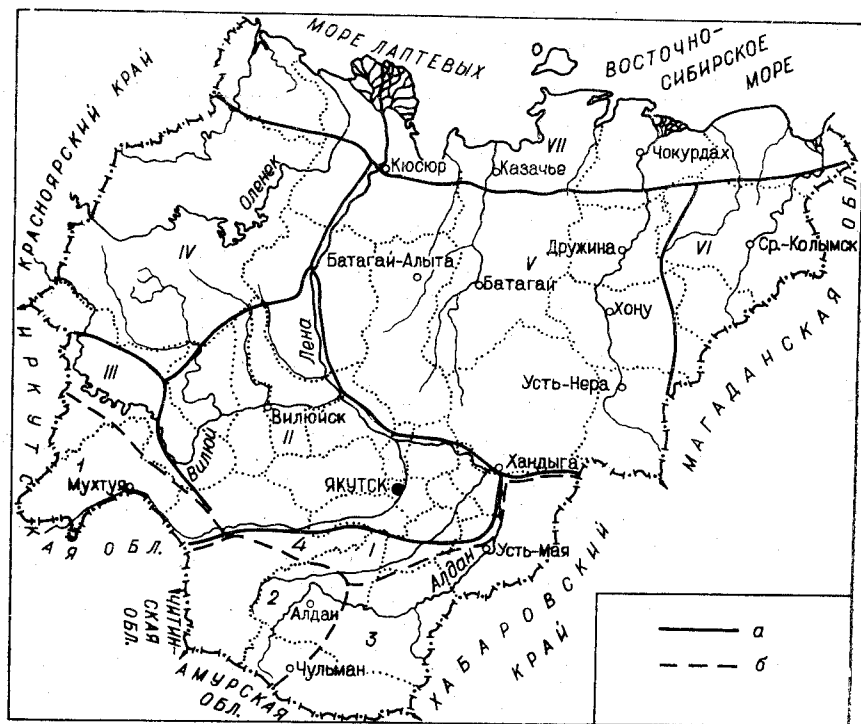 МОРЕ ЛАПТЕВЫХ
ВОСТОЧНО-
СИБИРСКОЕ
МОРЕ
КРАСНОЯРСКИЙ КРАЙ
VII
Кюсюр
Казачье
Чокурдах
Оленек
IV
VI
Ср.-Колымск
ОБЛ.
Дружина
Батагай-Алыта
V
Батагай
Хону
Лена
МАГАДАНСКАЯ
III
Усть-Нера
Вилюйск
II
Вилюй
Хандыга
ЯКУТСК
1
Мухтуя
ИРКУТСКАЯ ОБЛ.
4
I
Алдан
Усть-Мая
2
Алдан
3
ЧИТИН-
СКАЯ
ОБЛ.
Чульман
АМУРСКАЯ
ОБЛ.
ХАБАРОВСКИЙ
КРАЙ
а
б